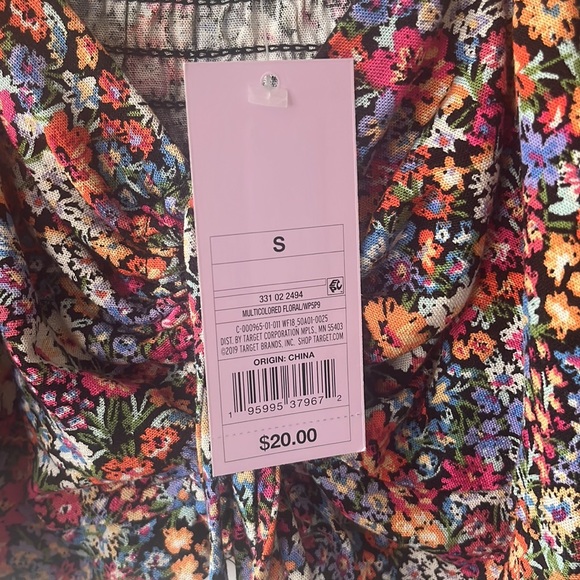 S
331 02 2494
MULTICOLORED FLORAL/WP5P9
C-000965-01-011 WF18_50A01-0025
DIST. BY TARGET CORPORATION MPLS, MN 55403
©2019 TARGET BRANDS, INC. SHOP TARGET.COM
ORIGIN: CHINA
1 95995 37967 2
$20.00